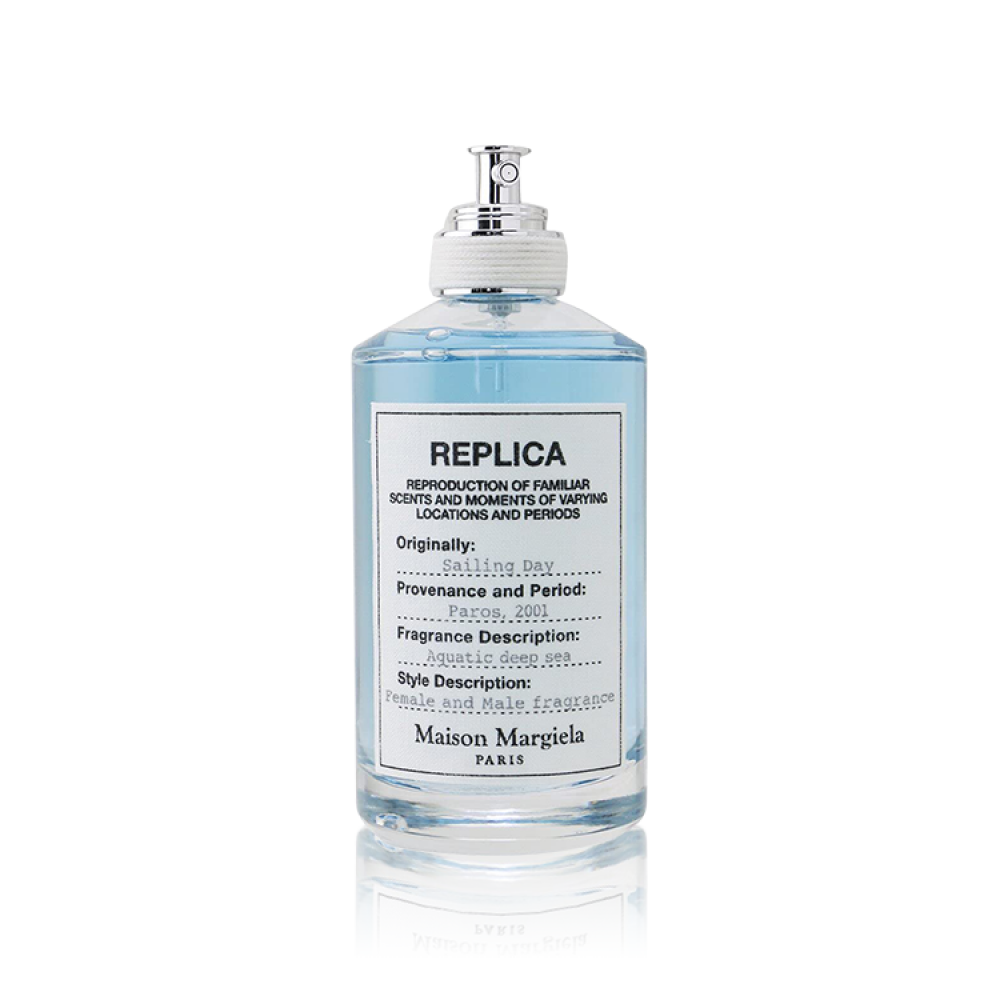 REPLICA
REPRODUCTION OF FAMILIAR
SCENTS AND MOMENTS OF VARYING
LOCATIONS AND PERIODS
Originally:
Sailing Day
Provenance and Period:
Paros, 2001
Fragrance Description:
Aquatic deep sea
Style Description:
Female and Male fragrance
Maison Margiela
PARIS